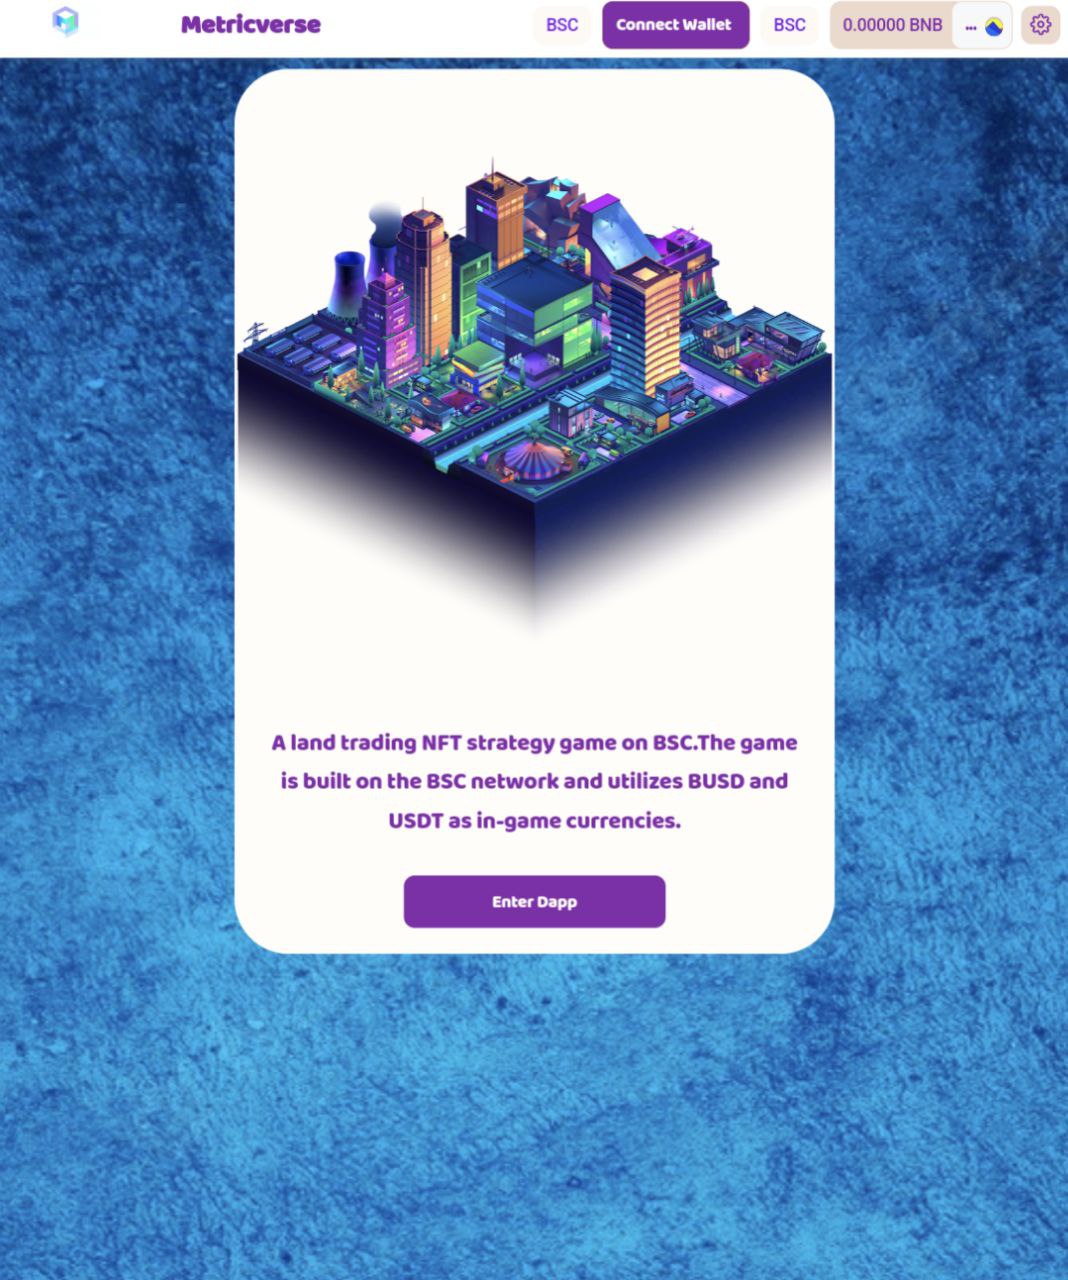 Metricverse
BSC
Connect Wallet
BSC
0.00000 BNB
...
A land trading NFT strategy game on BSC.The game
is built on the BSC network and utilizes BUSD and
USDT as in-game currencies.
Enter Dapp